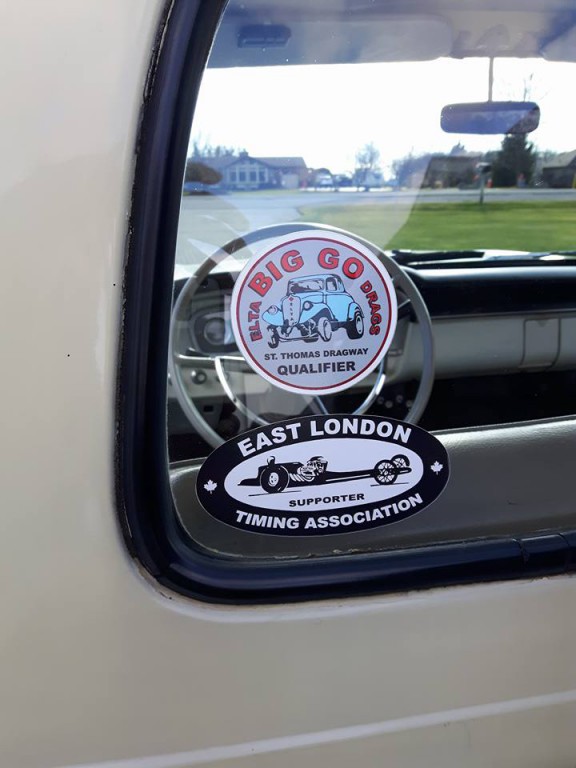 BIG GO
ELTA DRAGS
ST. THOMAS DRAGWAY
QUALIFIER
EAST LONDON
SUPPORTER
TIMING ASSOCIATION